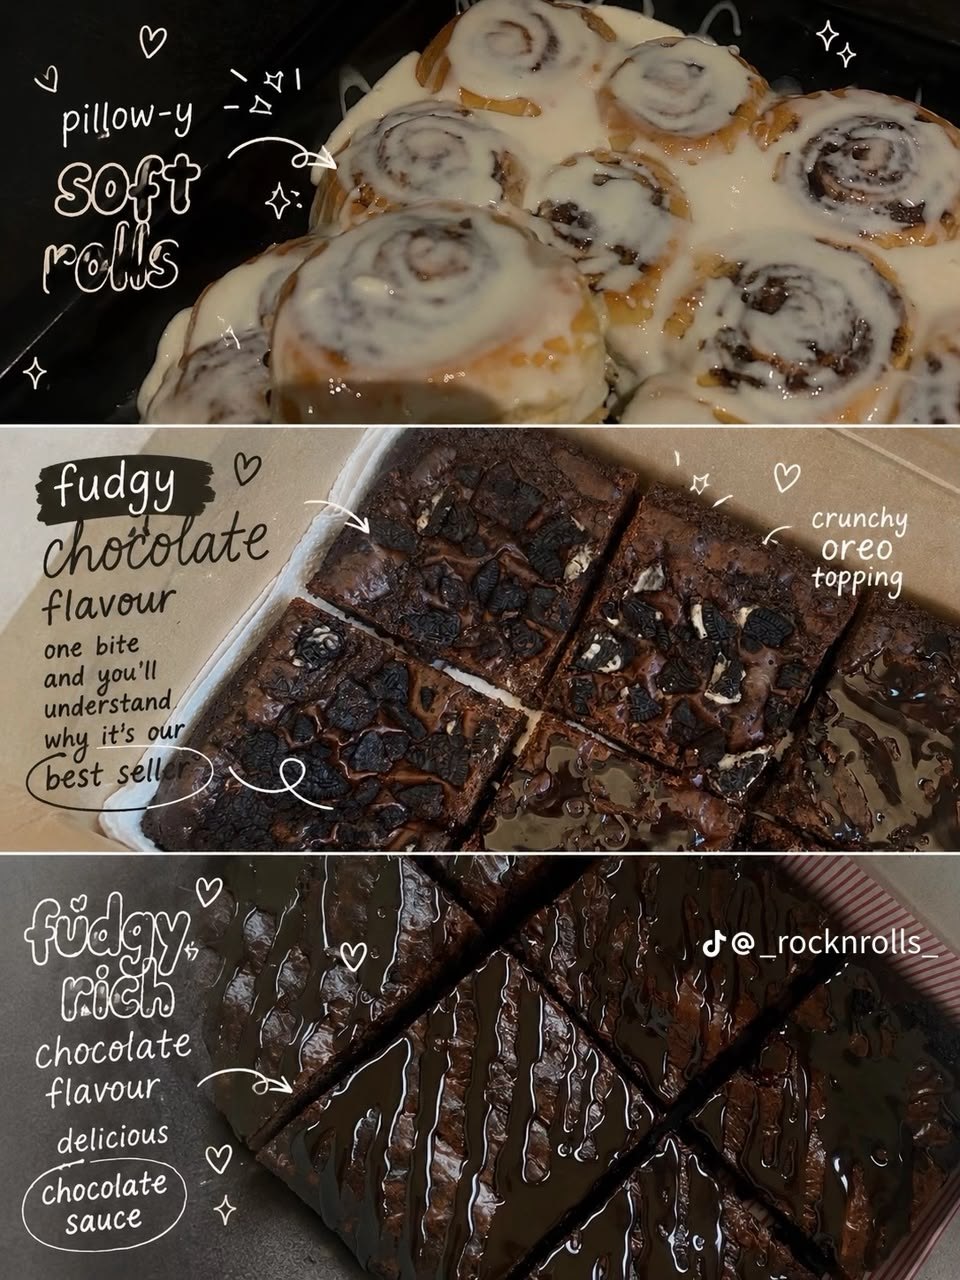 pillow-y
soft
rolls
fudgy
chocolate
flavour
one bite
and you'll
understand
why it's our
best seller
crunchy
oreo
topping
fudgy,
rich
chocolate
flavour
delicious
chocolate
sauce
@_rocknrolls_